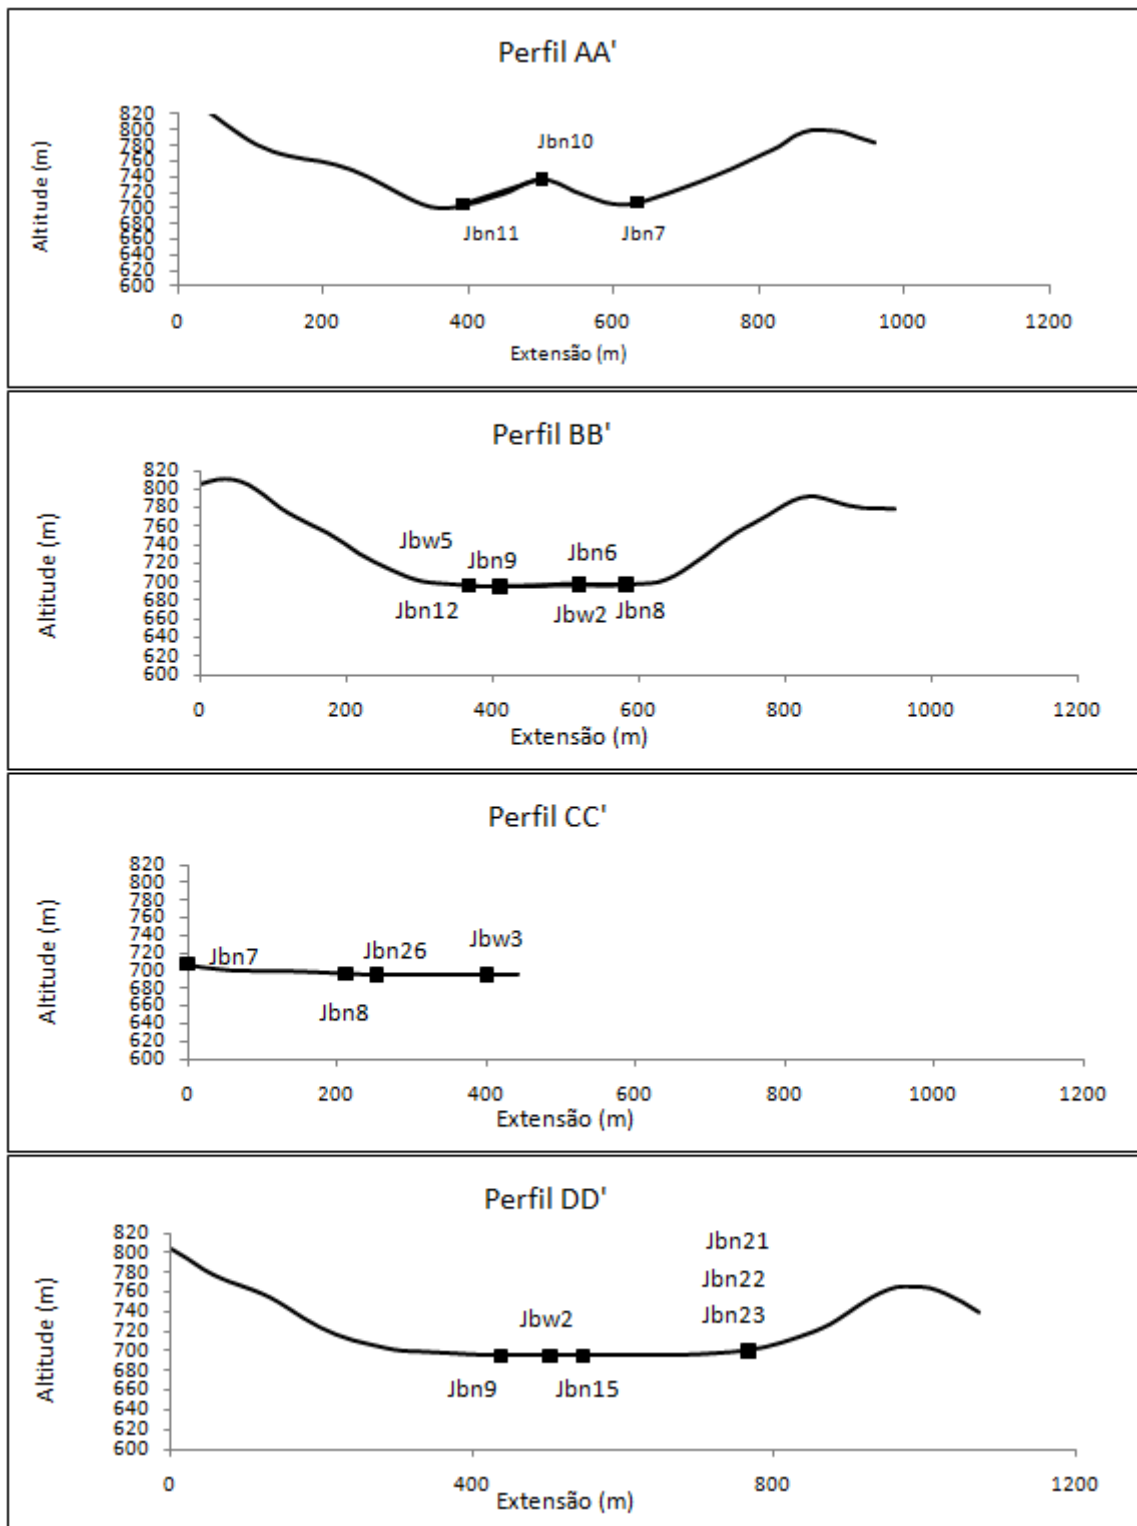 Perfil AA'
Altitude (m)
820
800
780
760
740
720
700
680
660
640
620
600
Jbn10
Jbn11
Jbn7
0 200 400 600 800 1000 1200
Extensão (m)
Perfil BB'
Altitude (m)
820
800
780
760
740
720
700
680
660
640
620
600
Jbw5
Jbn9
Jbn6
Jbn12
Jbw2
Jbn8
0 200 400 600 800 1000 1200
Extensão (m)
Perfil CC'
Altitude (m)
820
800
780
760
740
720
700
680
660
640
620
600
Jbw3
Jbn26
Jbn7
Jbn8
0 200 400 600 800 1000 1200
Extensão (m)
Perfil DD'
Altitude (m)
820
800
780
760
740
720
700
680
660
640
620
600
Jbn21
Jbn22
Jbn23
Jbw2
Jbn9
Jbn15
0 400 800 1200
Extensão (m)